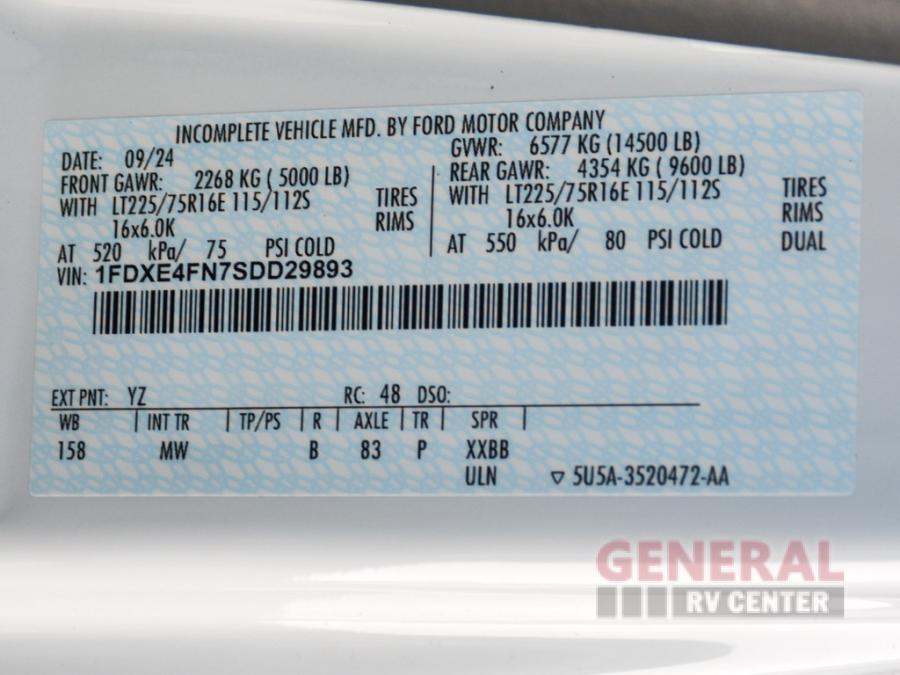 INCOMPLETE VEHICLE MFD. BY FORD MOTOR COMPANY
DATE: 09/24 GVWR: 6577 KG (14500 LB)
FRONT GAWR: 2268 KG ( 5000 LB) REAR GAWR: 4354 KG ( 9600 LB)
WITH LT225/75R16E 115/112S TIRES WITH LT225/75R16E 115/112S TIRES
16x6.0K RIMS 16x6.0K RIMS
AT 520 kPa/ 75 PSI COLD AT 550 kPa/ 80 PSI COLD DUAL
VIN: 1FDXE4FN7SDD29893
EXT PNT: YZ RC: 48 DSO:
WB | INT TR | TP/PS | R | AXLE | TR | SPR |
158 MW B 83 P XXBB
ULN ▽ 5U5A-3520472-AA
GENERAL
RV CENTER